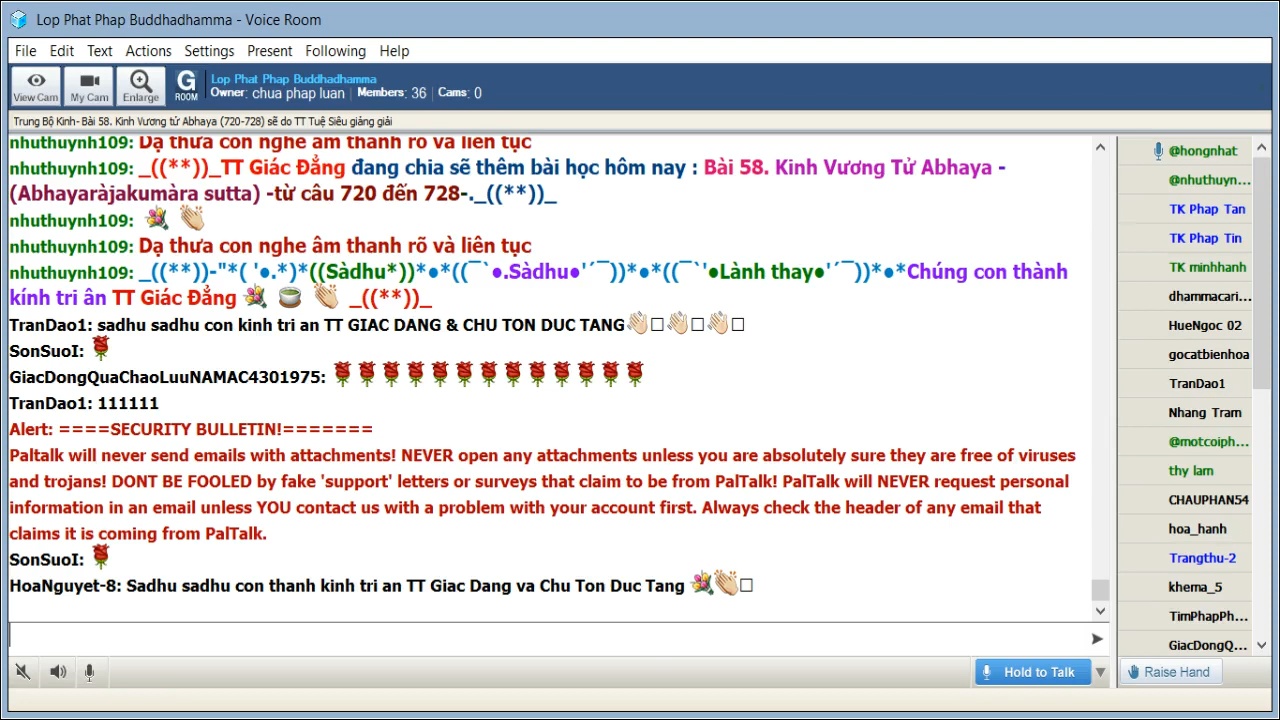 Lop Phat Phap Buddhadhamma - Voice Room
File Edit Text Actions Settings Present Following Help
View Cam My Cam Enlarge G ROOM
Lop Phat Phap Buddhadhamma
Owner: chua phap luan Members: 36 Cams: 0
Trung Bộ Kinh- Bài 58. Kinh Vương tử Abhaya (720-728) sẽ do TT Tuệ Siêu giảng giải
nhuthuynh109: Dạ thưa con nghe âm thanh rõ và liên tục
nhuthuynh109: _((**))_TT Giác Đẳng đang chia sẽ thêm bài học hôm nay : Bài 58. Kinh Vương Tử Abhaya -
(Abhayaràjakumàra sutta) -từ câu 720 đến 728-._((**))_
nhuthuynh109:
nhuthuynh109: Dạ thưa con nghe âm thanh rõ và liên tục
nhuthuynh109: _((**))-"*( '●.*)*((Sàdhu*))*●*((¯`●.Sàdhu●'´¯))*●*((¯`'●Lành thay●'´¯))*●*Chúng con thành
kính tri ân TT Giác Đẳng _((**))_
TranDao1: sadhu sadhu con kinh tri an TT GIAC DANG & CHU TON DUC TANG
SonSuoI:
GiacDongQuaChaoLuuNAMAC4301975:
TranDao1: 111111
Alert: ====SECURITY BULLETIN!=======
Paltalk will never send emails with attachments! NEVER open any attachments unless you are absolutely sure they are free of viruses
and trojans! DONT BE FOOLED by fake 'support' letters or surveys that claim to be from PalTalk! PalTalk will NEVER request personal
information in an email unless YOU contact us with a problem with your account first. Always check the header of any email that
claims it is coming from PalTalk.
SonSuoI:
HoaNguyet-8: Sadhu sadhu con thanh kinh tri an TT Giac Dang va Chu Ton Duc Tang
@hongnhat
@nhuthuyn...
TK Phap Tan
TK Phap Tin
TK minhhanh
dhammacari...
HueNgoc 02
gocatbienhoa
TranDao1
Nhang Tram
@motcoiph...
thy lam
CHAUPHAN54
hoa_hanh
Trangthu-2
khema_5
TimPhapPh...
GiacDongQ...
Hold to Talk
Raise Hand